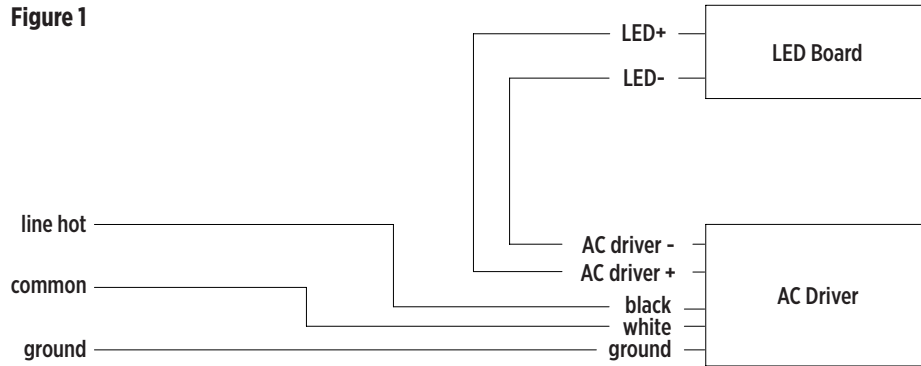 Figure 1
LED+
LED Board
LED-
line hot
AC driver -
AC driver +
common
AC Driver
black
white
ground
ground